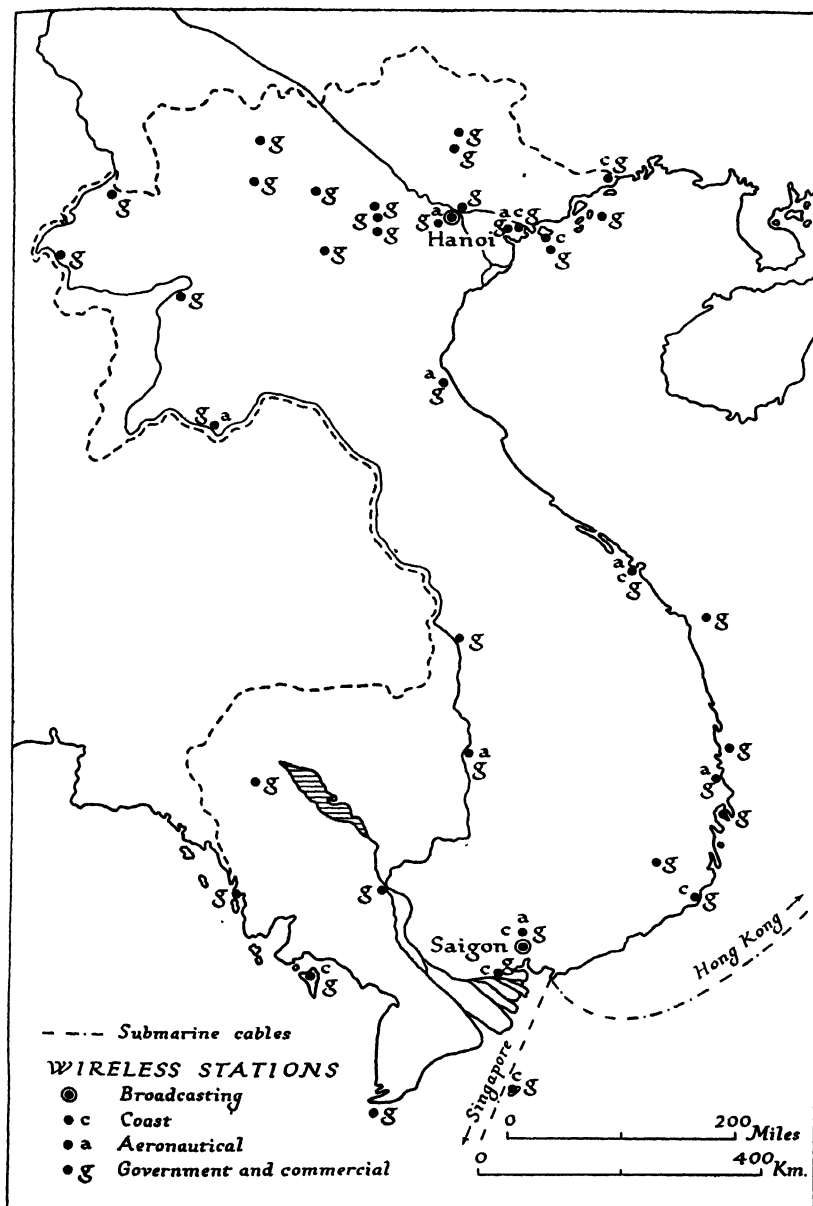 g
g
g
c g
g
g
g
g
g
g
a
g
g
a c g
g
g
g
c
g
Hanoi
g
g
g
a
g
g a
a
c
g
g
g
g
a
g
a
g
g
g
g
g
g
c g
a
c g
Saigon
c g
c
g
Hong Kong
Singapore
c
g
g
Submarine cables
WIRELESS STATIONS
Broadcasting
c Coast
a Aeronautical
g Government and commercial
0 200
Miles
0 400
Km.